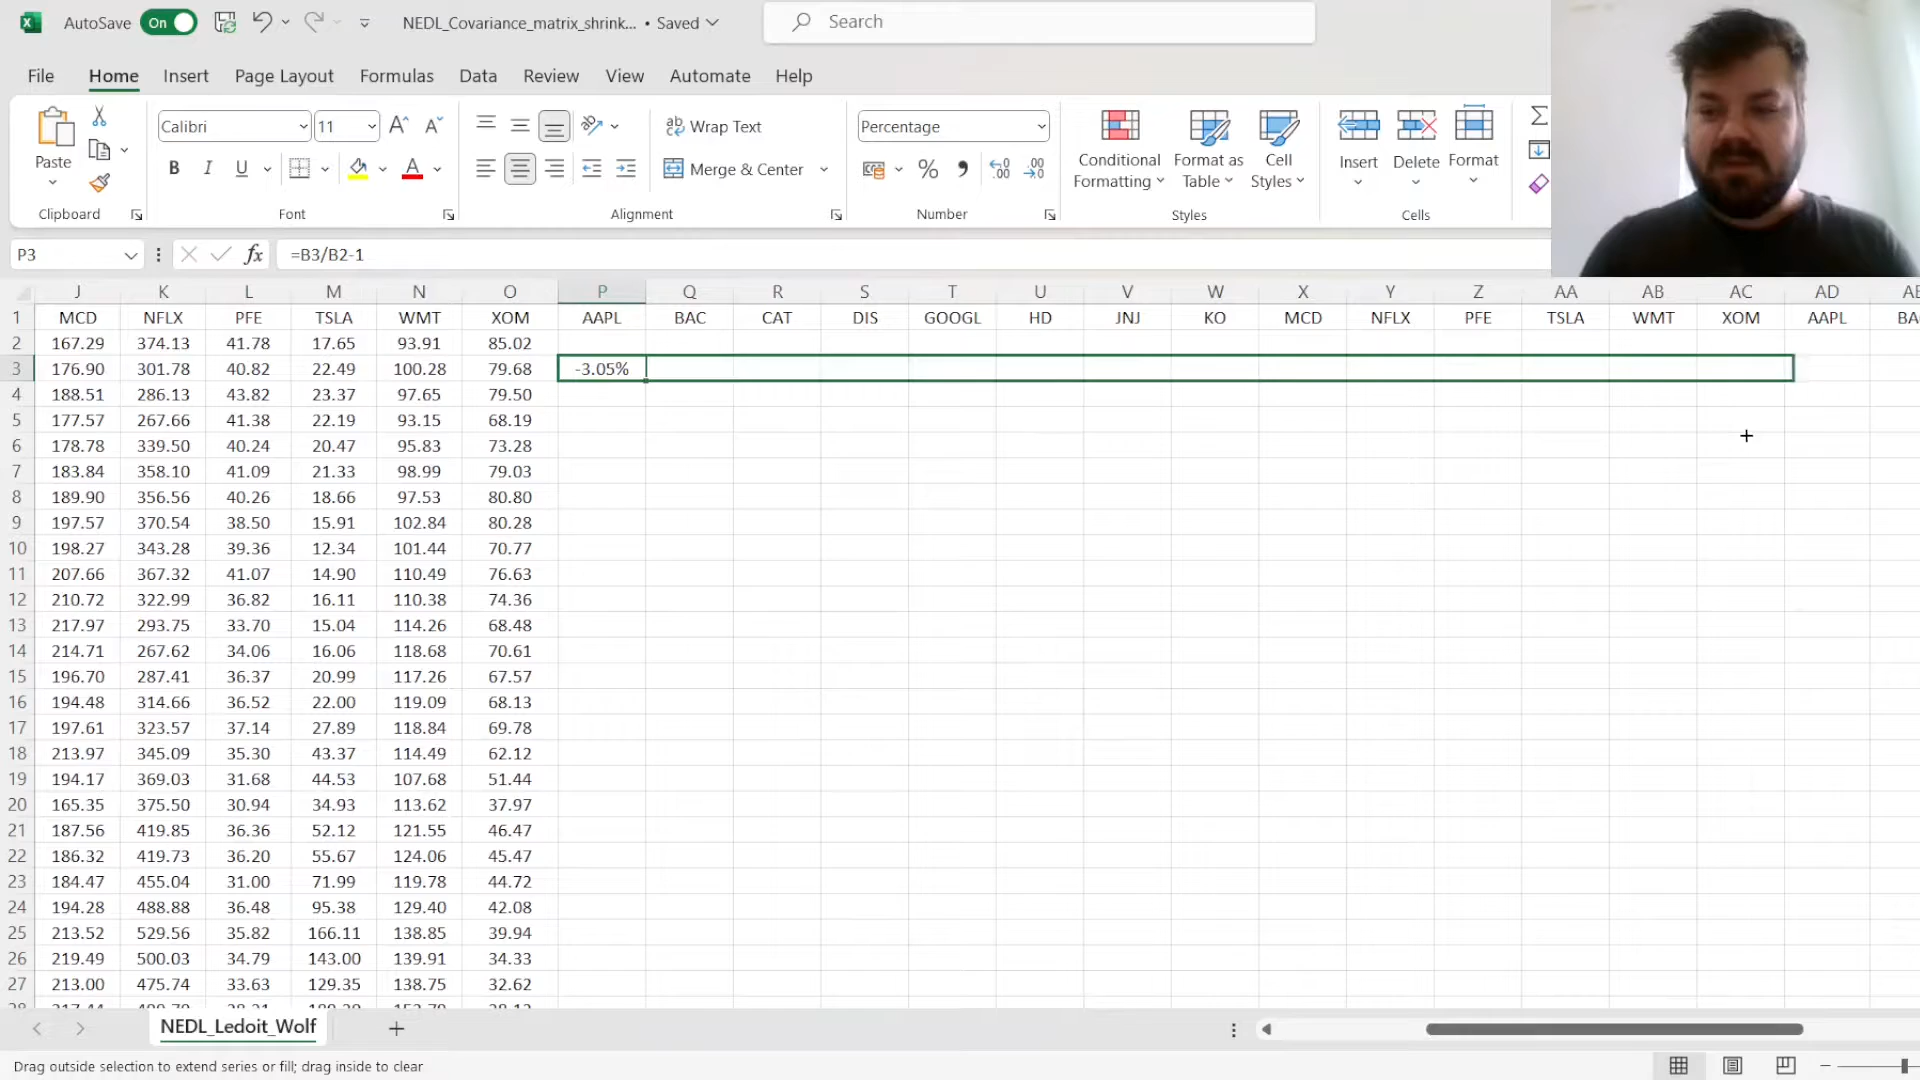 AutoSave On NEDL_Covariance_matrix_shrink... • Saved Search
File Home Insert Page Layout Formulas Data Review View Automate Help
Paste Calibri 11 Wrap Text Merge & Center Percentage Conditional Formatting Format as Table Cell Styles Insert Delete Format
Clipboard Font Alignment Number Styles Cells
P3 fx =B3/B2-1
J K L M N O P Q R S T U V W X Y Z AA AB AC AD
1 MCD NFLX PFE TSLA WMT XOM AAPL BAC CAT DIS GOOGL HD JNJ KO MCD NFLX PFE TSLA WMT XOM AAPL
2 167.29 374.13 41.78 17.65 93.91 85.02
3 176.90 301.78 40.82 22.49 100.28 79.68 -3.05%
4 188.51 286.13 43.82 23.37 97.65 79.50
5 177.57 267.66 41.38 22.19 93.15 68.19
6 178.78 339.50 40.24 20.47 95.83 73.28
7 183.84 358.10 41.09 21.33 98.99 79.03
8 189.90 356.56 40.26 18.66 97.53 80.80
9 197.57 370.54 38.50 15.91 102.84 80.28
10 198.27 343.28 39.36 12.34 101.44 70.77
11 207.66 367.32 41.07 14.90 110.49 76.63
12 210.72 322.99 36.82 16.11 110.38 74.36
13 217.97 293.75 33.70 15.04 114.26 68.48
14 214.71 267.62 34.06 16.06 118.68 70.61
15 196.70 287.41 36.37 20.99 117.26 67.57
16 194.48 314.66 36.52 22.00 119.09 68.13
17 197.61 323.57 37.14 27.89 118.84 69.78
18 213.97 345.09 35.30 43.37 114.49 62.12
19 194.17 369.03 31.68 44.53 107.68 51.44
20 165.35 375.50 30.94 34.93 113.62 37.97
21 187.56 419.85 36.36 52.12 121.55 46.47
22 186.32 419.73 36.20 55.67 124.06 45.47
23 184.47 455.04 31.00 71.99 119.78 44.72
24 194.28 488.88 36.48 95.38 129.40 42.08
25 213.52 529.56 35.82 166.11 138.85 39.94
26 219.49 500.03 34.79 143.00 139.91 34.33
27 213.00 475.74 33.63 129.35 138.75 32.62
NEDL_Ledoit_Wolf
Drag outside selection to extend series or fill; drag inside to clear